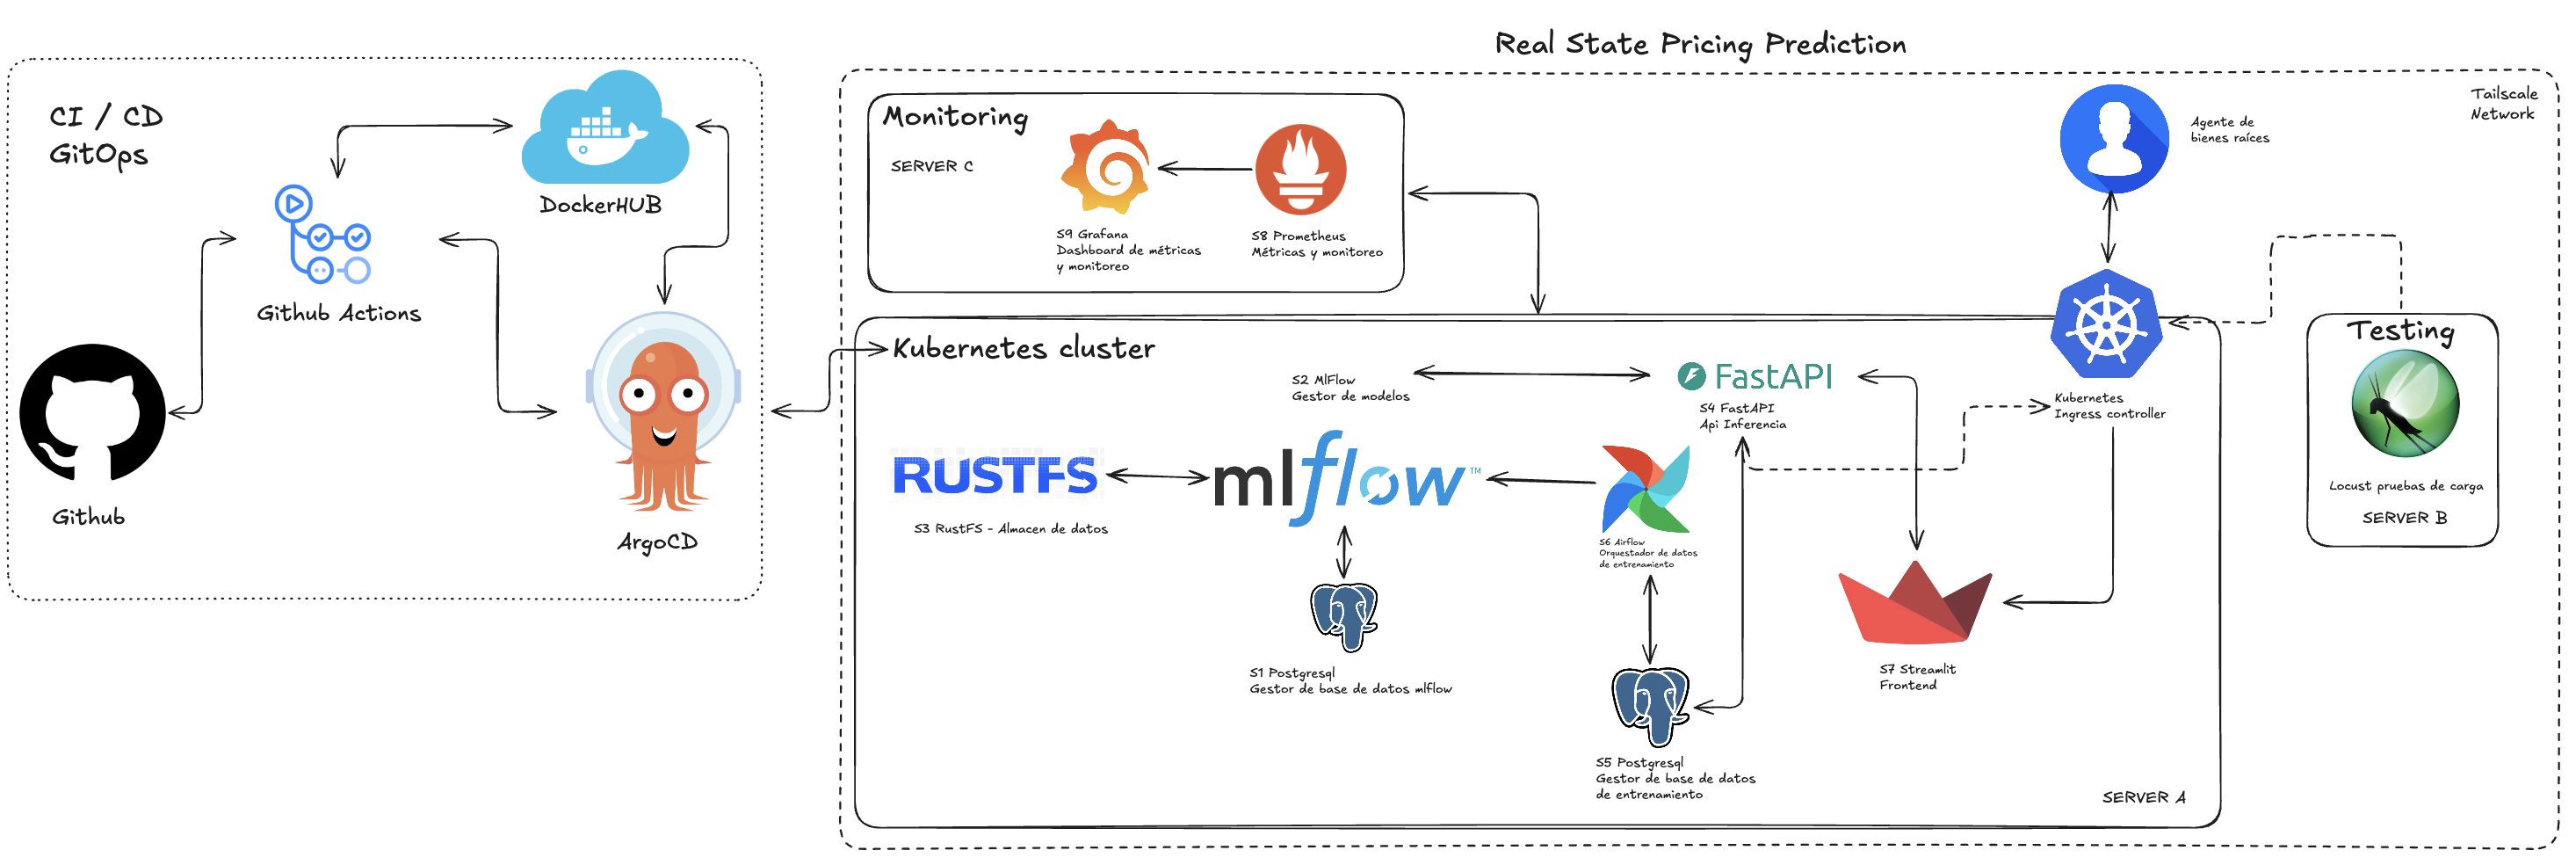 Real State Pricing Prediction
CI / CD
GitOps
DockerHUB
Github Actions
Github
ArgoCD
Tailscale
Network
Monitoring
SERVER C
S9 Grafana
Dashboard de métricas
y monitoreo
S8 Prometheus
Métricas y monitoreo
Agente de
bienes raíces
Kubernetes cluster
S2 MlFlow
Gestor de modelos
FastAPI
S4 FastAPI
Api Inferencia
Kubernetes
Ingress controller
Testing
Locust pruebas de carga
SERVER B
RUSTFS
S3 RustFS - Almacen de datos
mlflow™
S6 Airflow
Orquestador de datos
de entrenamiento
S1 Postgresql
Gestor de base de datos mlflow
S7 Streamlit
Frontend
S5 Postgresql
Gestor de base de datos
de entrenamiento
SERVER A